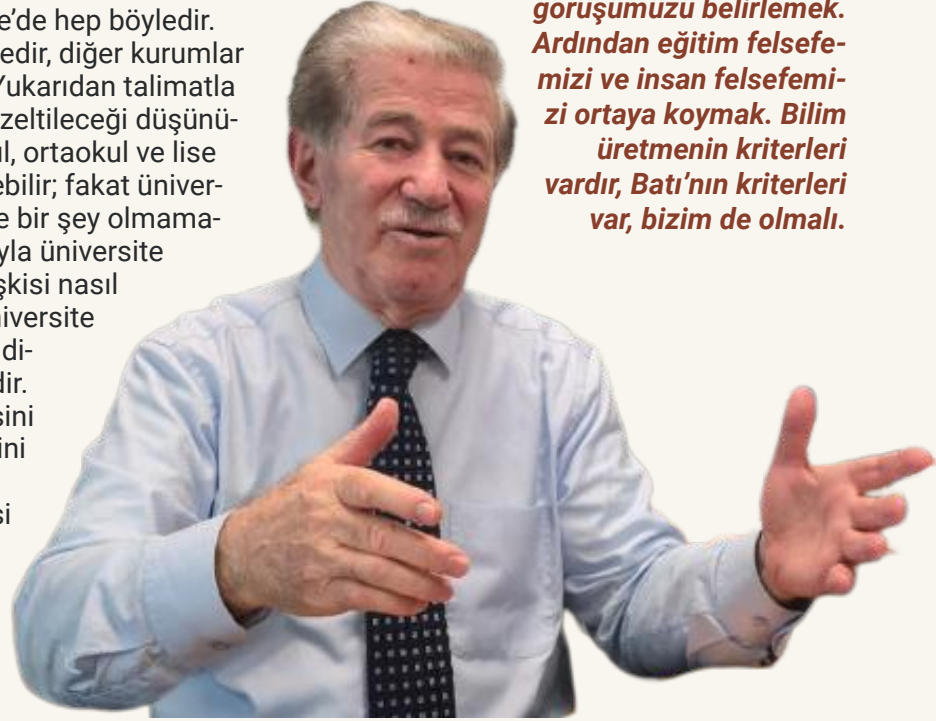 e’de hep böyledir.
edir, diğer kurumlar
Yukarıdan talimatla
zeltileceği düşünü-
ul, ortaokul ve lise
ebilir; fakat üniver-
e bir şey olmama-
yla üniversite
şkisi nasıl
niversite
di-
dir.
sini
ini
si
görüşümüzü belirlemek.
Ardından eğitim felsefe-
mizi ve insan felsefemi-
zi ortaya koymak. Bilim
üretmenin kriterleri
vardır, Batı’nın kriterleri
var, bizim de olmalı.